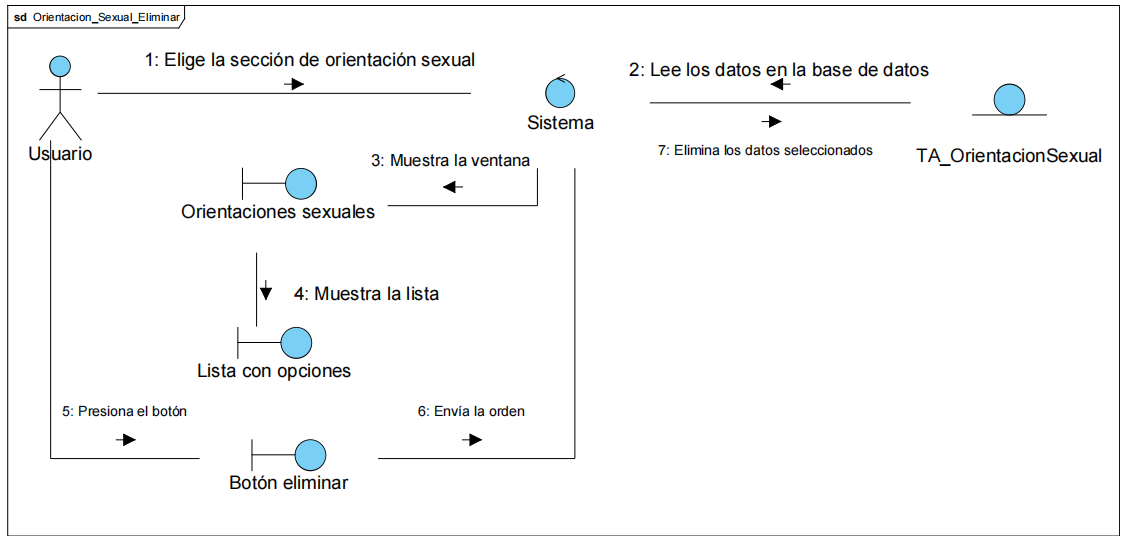 sd Orientacion_Sexual_Eliminar
1: Elige la sección de orientación sexual
2: Lee los datos en la base de datos
Usuario
Sistema
7: Elimina los datos seleccionados
TA_OrientacionSexual
3: Muestra la ventana
Orientaciones sexuales
4: Muestra la lista
Lista con opciones
5: Presiona el botón
6: Envía la orden
Botón eliminar